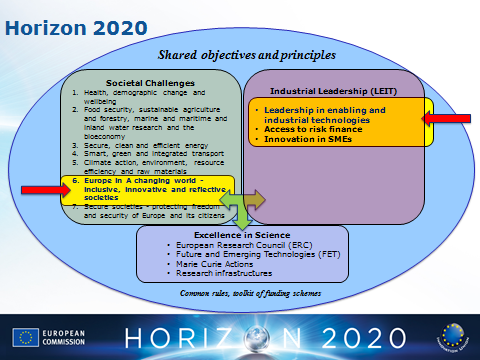 Horizon 2020
Shared objectives and principles
Societal Challenges
1. Health, demographic change and
wellbeing
2. Food security, sustainable agriculture
and forestry, marine and maritime and
inland water research and the
bioeconomy
3. Secure, clean and efficient energy
4. Smart, green and integrated transport
5. Climate action, environment, resource
efficiency and raw materials
6. Europe in A changing world -
inclusive, innovative and reflective
societies
7. Secure societies - protecting freedom
and security of Europe and its citizens
Industrial Leadership (LEIT)
• Leadership in enabling and
industrial technologies
• Access to risk finance
• Innovation in SMEs
Excellence in Science
• European Research Council (ERC)
• Future and Emerging Technologies (FET)
• Marie Curie Actions
• Research infrastructures
Common rules, toolkit of funding schemes
EUROPEAN
COMMISSION
HORIZON 2020